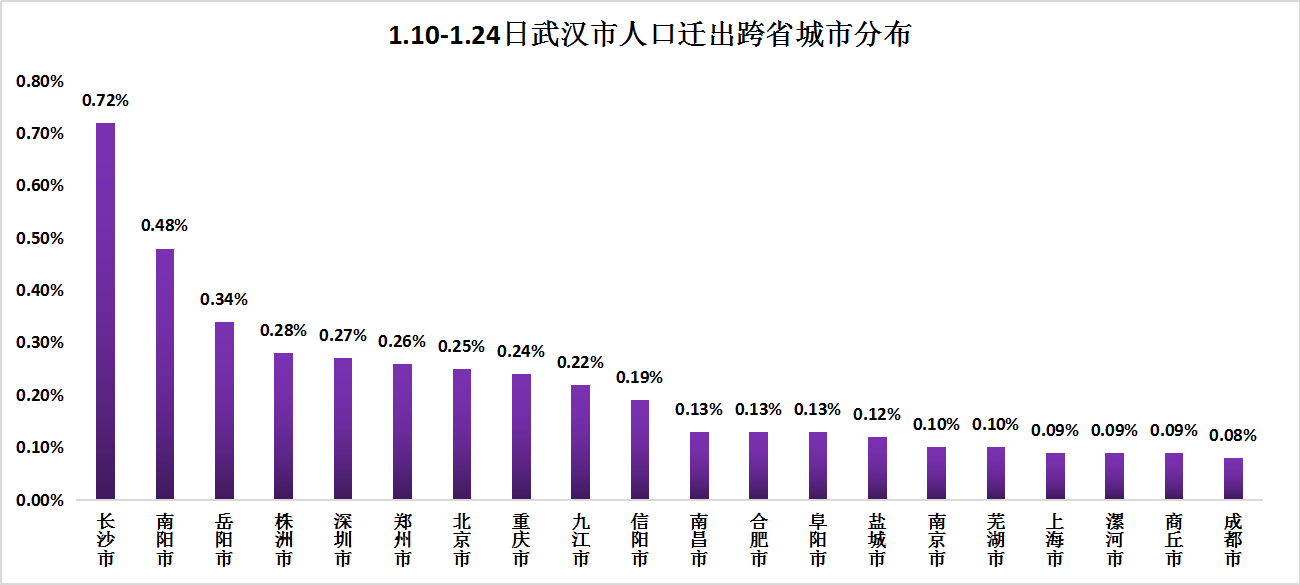 1.10-1.24日武汉市人口迁出跨省城市分布
0.80%
0.70%
0.60%
0.50%
0.40%
0.30%
0.20%
0.10%
0.00%
0.72%
0.48%
0.34%
0.28%
0.27%
0.26%
0.25%
0.24%
0.22%
0.19%
0.13%
0.13%
0.13%
0.12%
0.10%
0.10%
0.09%
0.09%
0.09%
0.08%
长沙市
南阳市
岳阳市
株洲市
深圳市
郑州市
北京市
重庆市
九江市
信阳市
南昌市
合肥市
阜阳市
盐城市
南京市
芜湖市
上海市
漯河市
商丘市
成都市